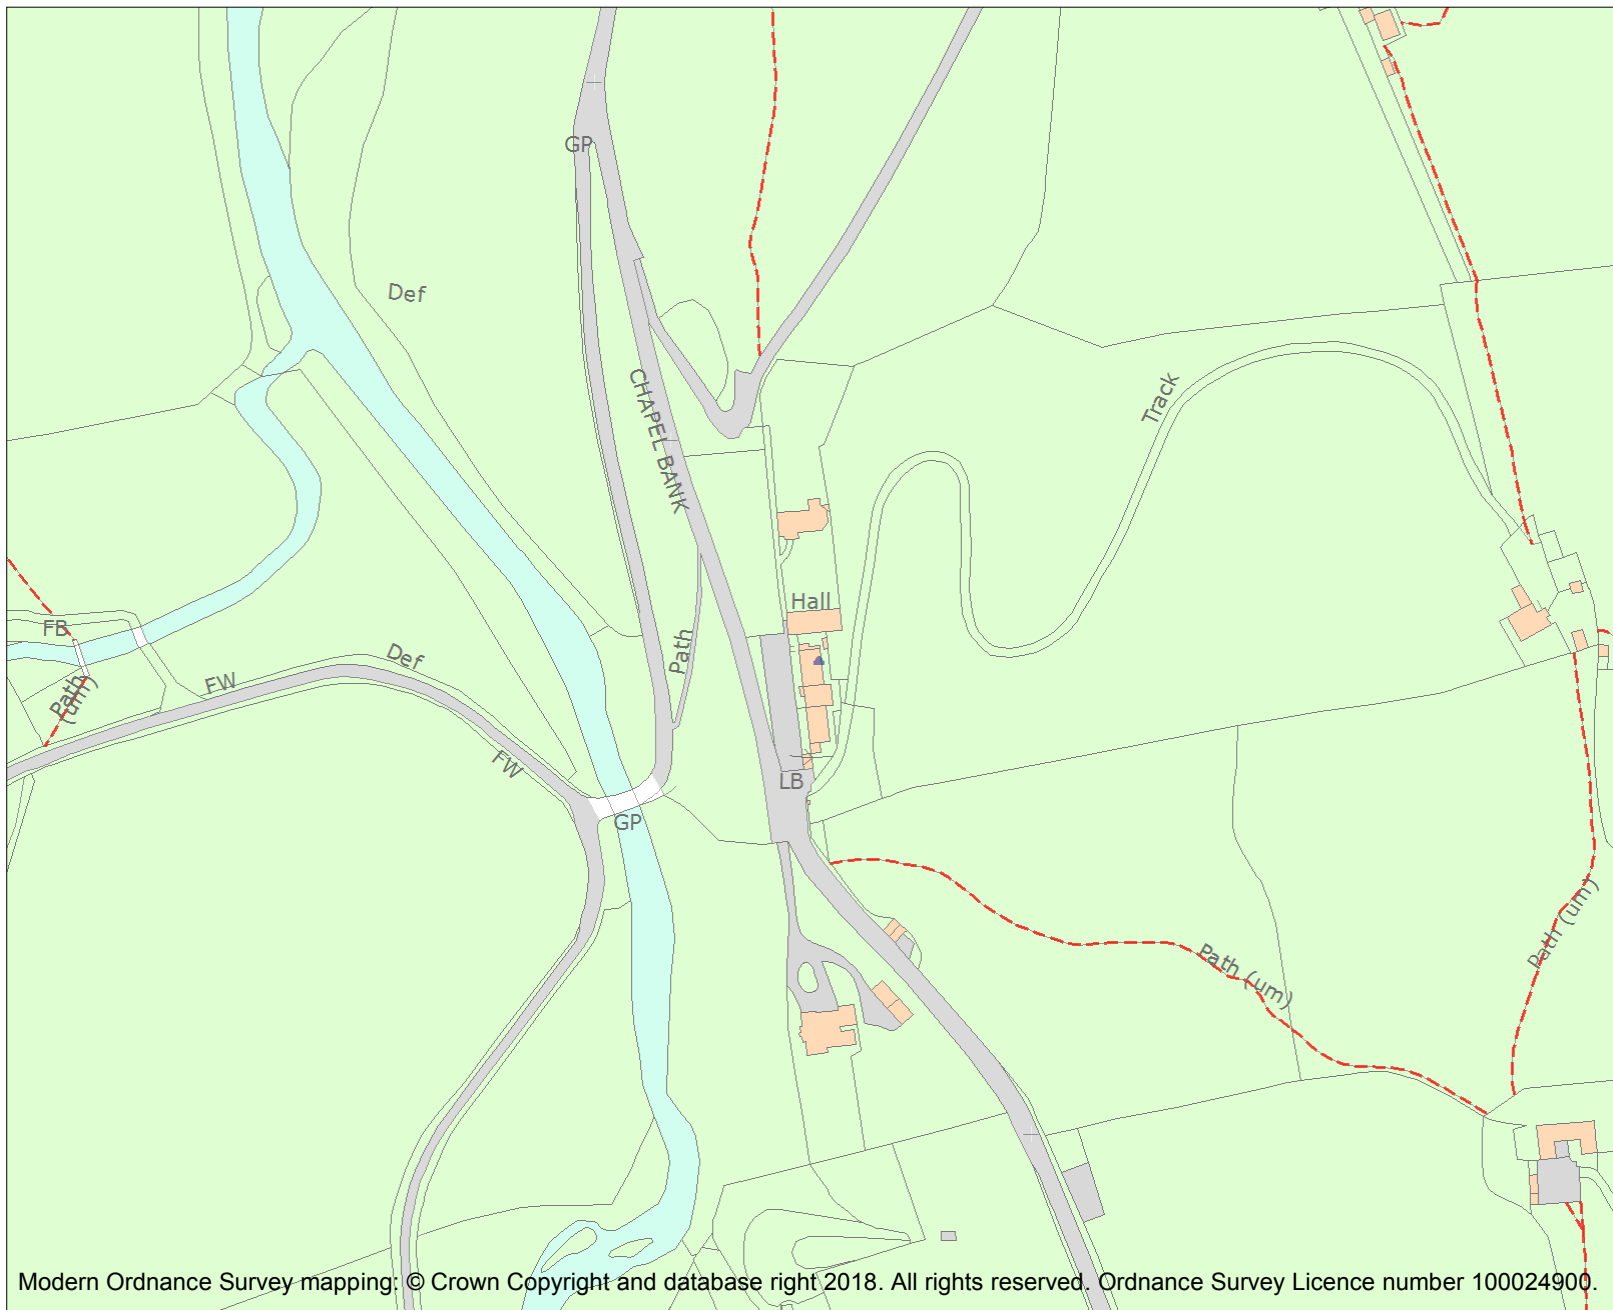 GP
Def
CHAPEL BANK
Track
Hall
FB
Path
Def
Path
(um)
FW
FW
LB
GP
Path (um)
Path (um)
Modern Ordnance Survey mapping: © Crown Copyright and database right 2018. All rights reserved. Ordnance Survey Licence number 100024900.